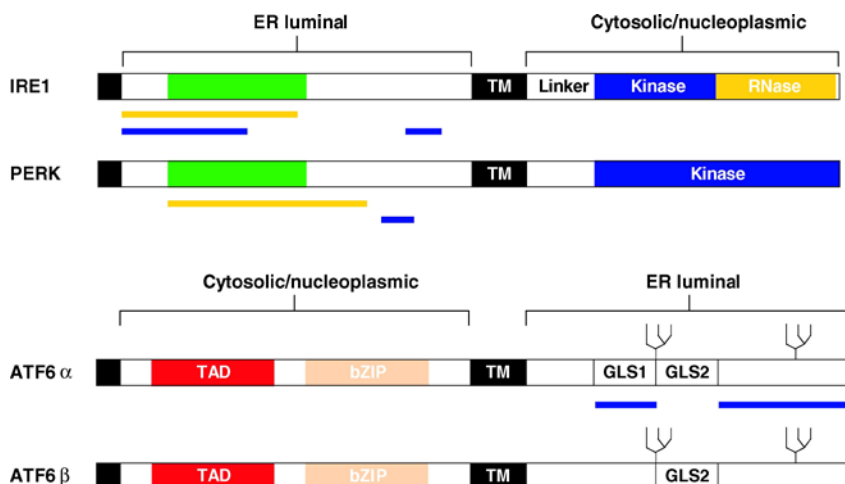 ER luminal Cytosolic/nucleoplasmic
IRE1 TM Linker Kinase RNase
PERK TM Kinase
Cytosolic/nucleoplasmic ER luminal
ATF6 α TAD bZIP TM GLS1 GLS2
ATF6 β TAD bZIP TM GLS2